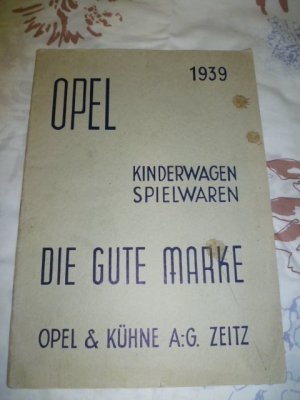 1939
OPEL
KINDERWAGEN
SPIELWAREN
DIE GUTE MARKE
OPEL & KÜHNE A.-G. ZEITZ